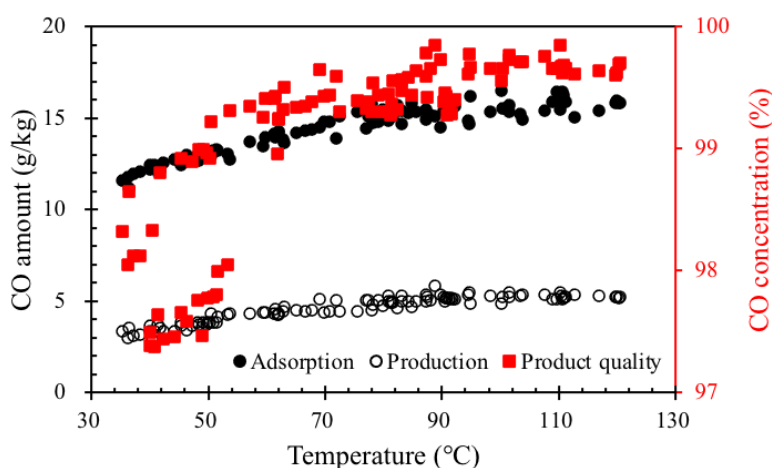 20
15
10
5
0
CO amount (g/kg)
100
99
98
97
CO concentration (%)
Adsorption Production Product quality
30 50 70 90 110 130
Temperature (°C)